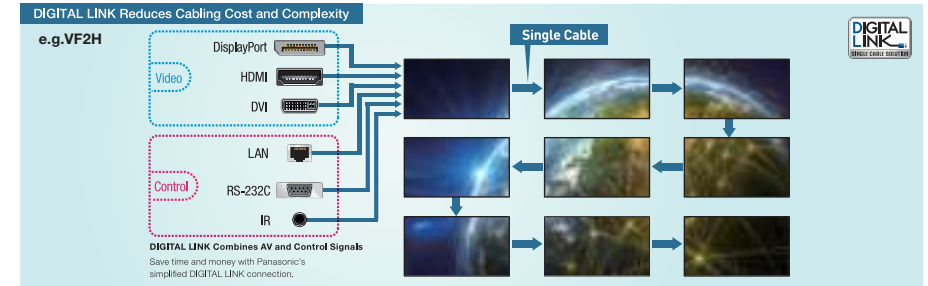 DIGITAL LINK Reduces Cabling Cost and Complexity
e.g.VF2H
DisplayPort
Video
HDMI
DVI
Single Cable
DIGITAL
LINK
SINGLE CABLE SOLUTION
LAN
Control
RS-232C
IR
DIGITAL LINK Combines AV and Control Signals
Save time and money with Panasonic's
simplified DIGITAL LINK connection.